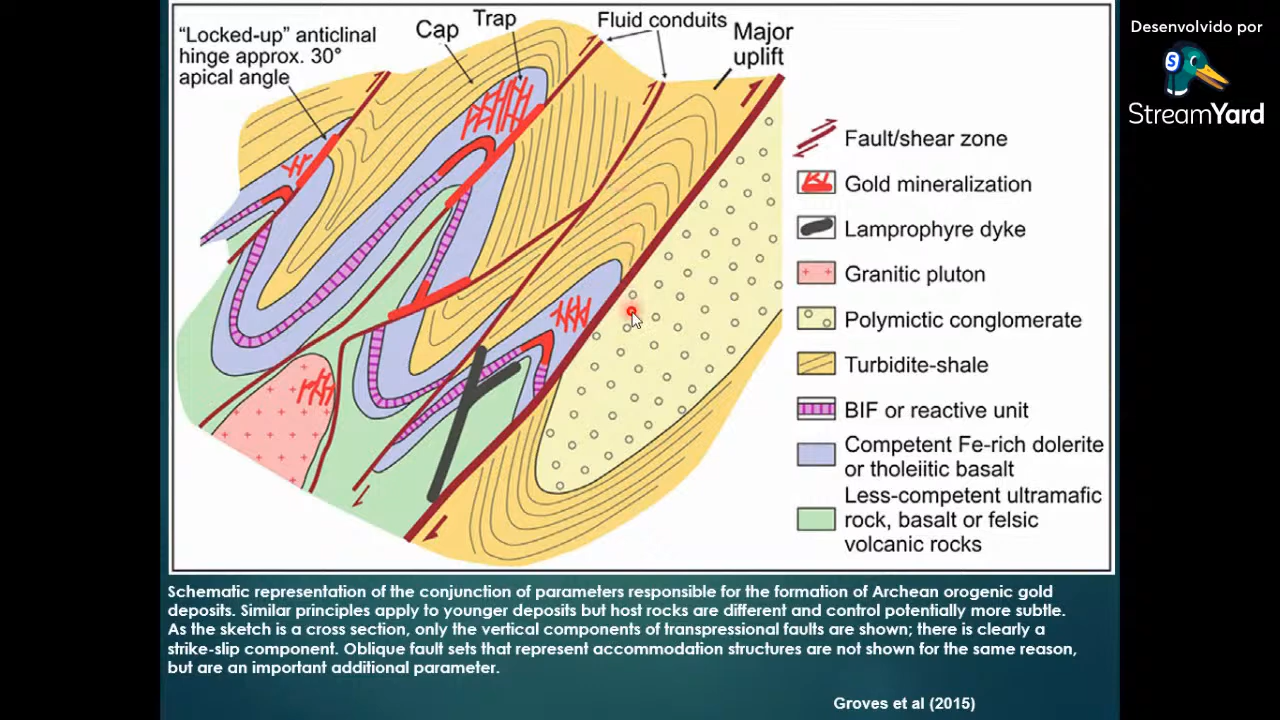 "Locked-up" anticlinal
hinge approx. 30°
apical angle
Cap
Trap
Fluid conduits
Major
uplift
Fault/shear zone
Gold mineralization
Lamprophyre dyke
Granitic pluton
Polymictic conglomerate
Turbidite-shale
BIF or reactive unit
Competent Fe-rich dolerite
or tholeiitic basalt
Less-competent ultramafic
rock, basalt or felsic
volcanic rocks
Schematic representation of the conjunction of parameters responsible for the formation of Archean orogenic gold
deposits. Similar principles apply to younger deposits but host rocks are different and control potentially more subtle.
As the sketch is a cross section, only the vertical components of transpressional faults are shown; there is clearly a
strike-slip component. Oblique fault sets that represent accommodation structures are not shown for the same reason,
but are an important additional parameter.
Groves et al (2015)
Desenvolvido por
S
StreamYard